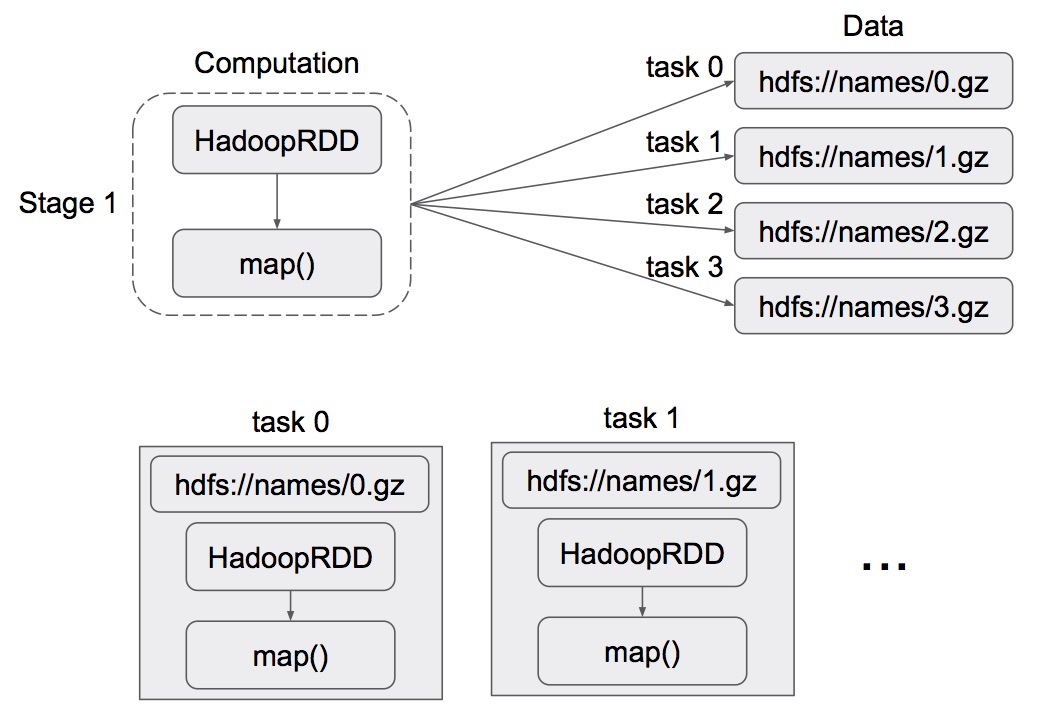 Data
Computation
task 0
hdfs://names/0.gz
HadoopRDD
task 1
hdfs://names/1.gz
Stage 1
task 2
hdfs://names/2.gz
map()
task 3
hdfs://names/3.gz
task 0
task 1
hdfs://names/0.gz
hdfs://names/1.gz
HadoopRDD
HadoopRDD
...
map()
map()